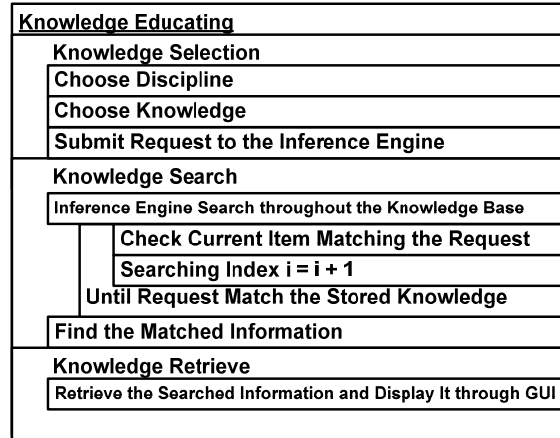 Knowledge Educating
Knowledge Selection
Choose Discipline
Choose Knowledge
Submit Request to the Inference Engine
Knowledge Search
Inference Engine Search throughout the Knowledge Base
Check Current Item Matching the Request
Searching Index i = i + 1
Until Request Match the Stored Knowledge
Find the Matched Information
Knowledge Retrieve
Retrieve the Searched Information and Display It through GUI